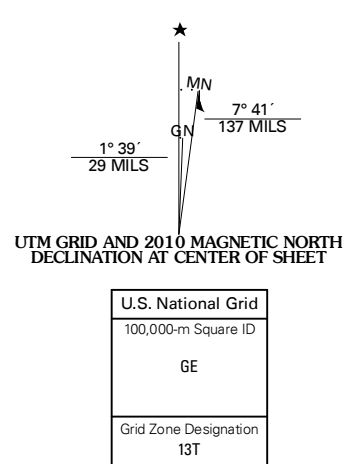 ★
MN
7° 41´
137 MILS
GN
1° 39´
29 MILS
UTM GRID AND 2010 MAGNETIC NORTH
DECLINATION AT CENTER OF SHEET
U.S. National Grid
100,000-m Square ID
GE
Grid Zone Designation
13T